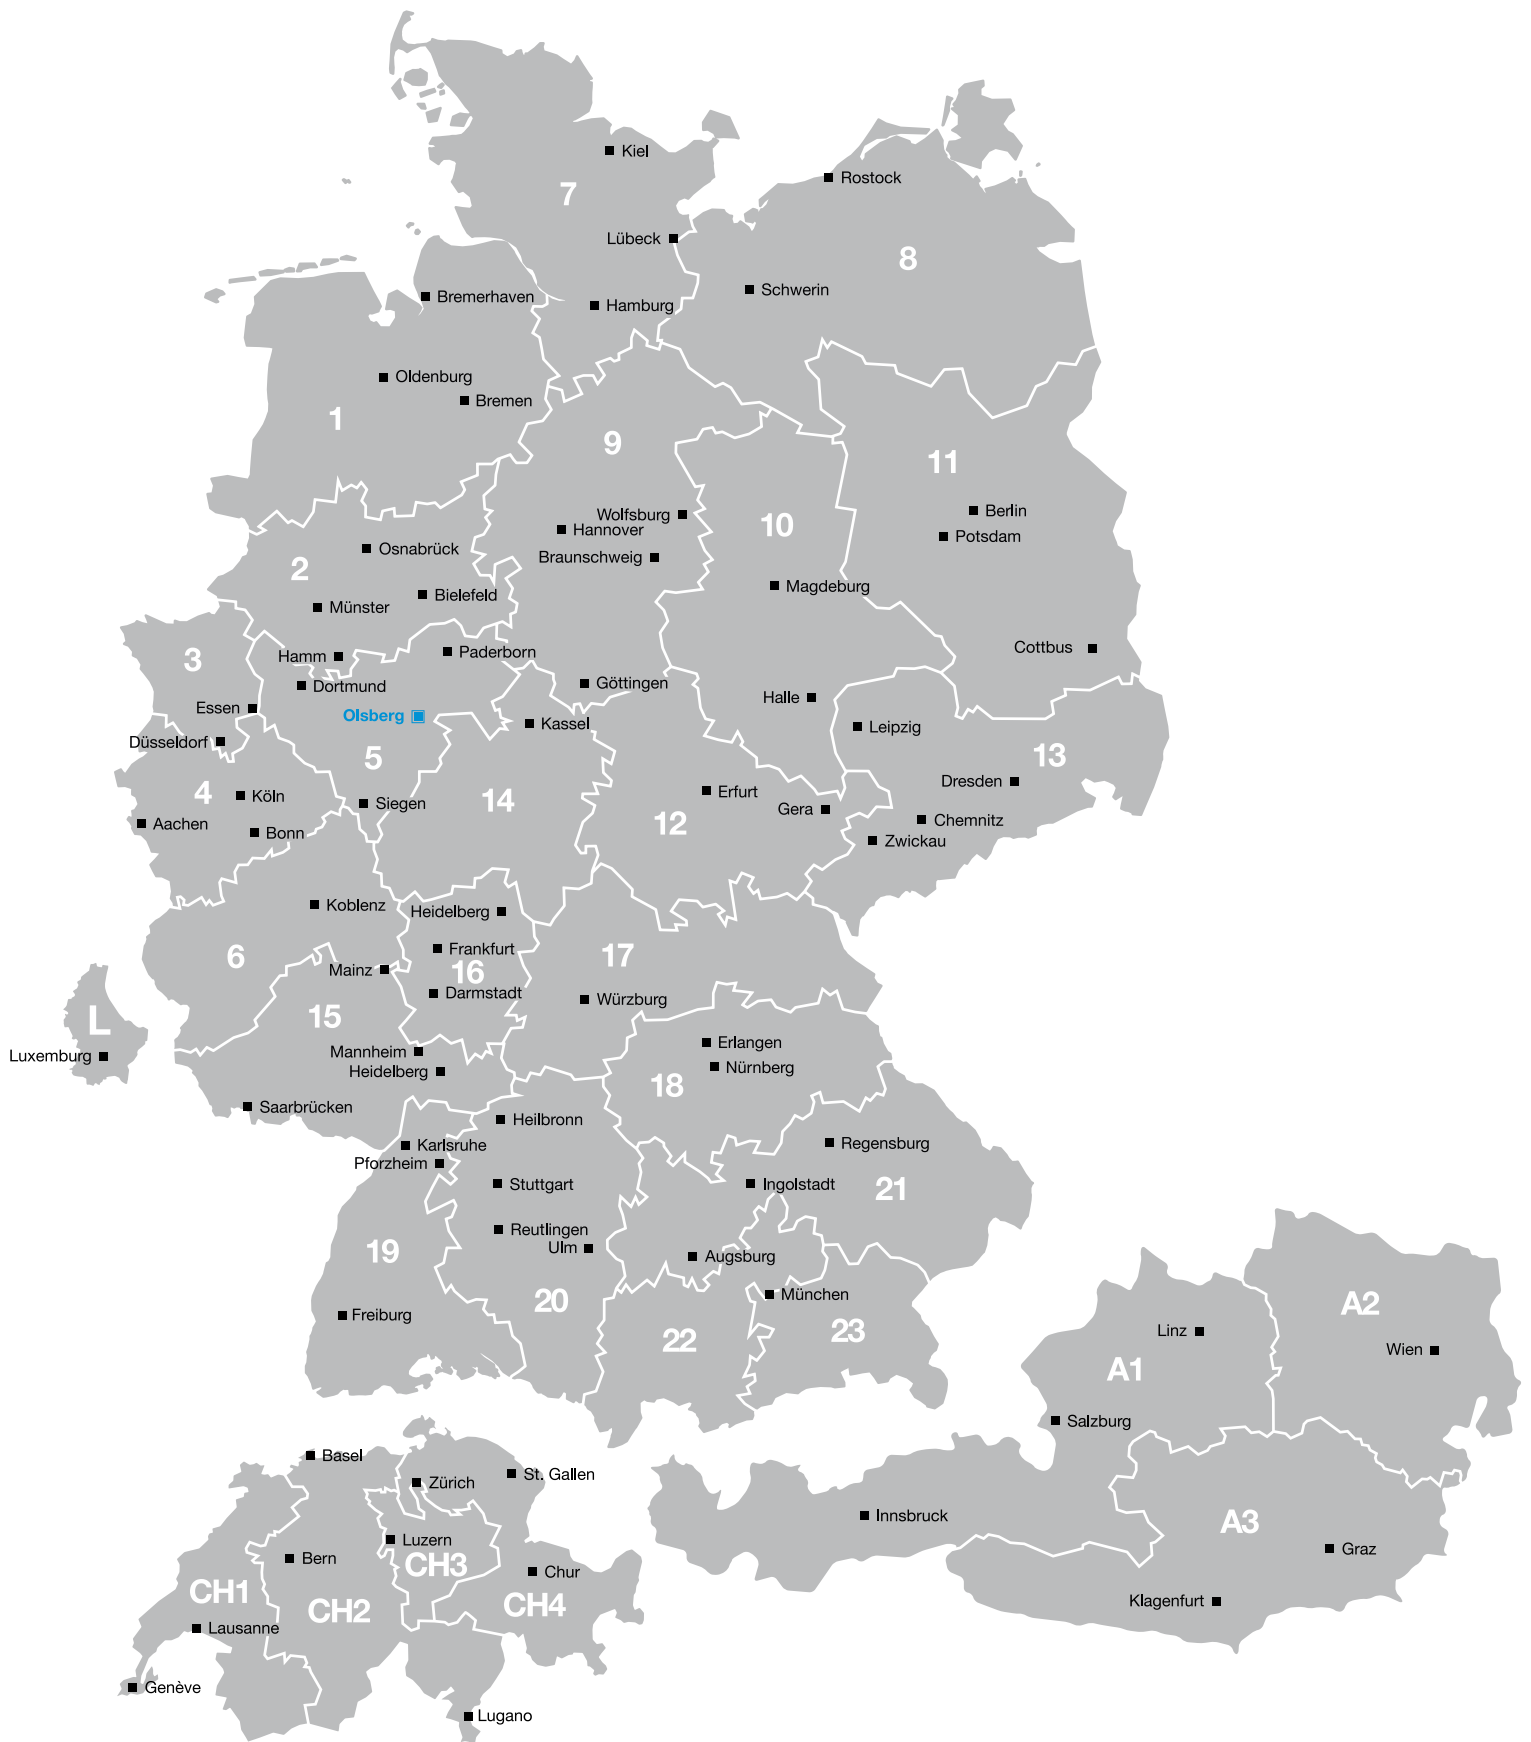 Kiel
Rostock
7
Lübeck
8
Schwerin
Bremerhaven
Hamburg
Oldenburg
Bremen
1
9
11
Wolfsburg
Berlin
10
Hannover
Potsdam
Osnabrück
Braunschweig
2
Magdeburg
Bielefeld
Münster
Cottbus
Paderborn
Hamm
3
Göttingen
Dortmund
Halle
Essen
Olsberg
Kassel
Leipzig
Düsseldorf
13
5
Dresden
4
Köln
Siegen
14
Erfurt
Gera
Aachen
12
Chemnitz
Bonn
Zwickau
Koblenz
Heidelberg
Frankfurt
6
17
Mainz
16
Darmstadt
Würzburg
15
L
Erlangen
Mannheim
Luxemburg
Nürnberg
Heidelberg
18
Saarbrücken
Heilbronn
Regensburg
Karlsruhe
Pforzheim
Stuttgart
Ingolstadt
21
Reutlingen
Ulm
19
Augsburg
München
20
A2
Freiburg
23
Linz
22
Wien
A1
Salzburg
Basel
St. Gallen
Zürich
Innsbruck
A3
Luzern
Graz
Bern
CH3
Chur
CH1
Klagenfurt
CH2
CH4
Lausanne
Genève
Lugano